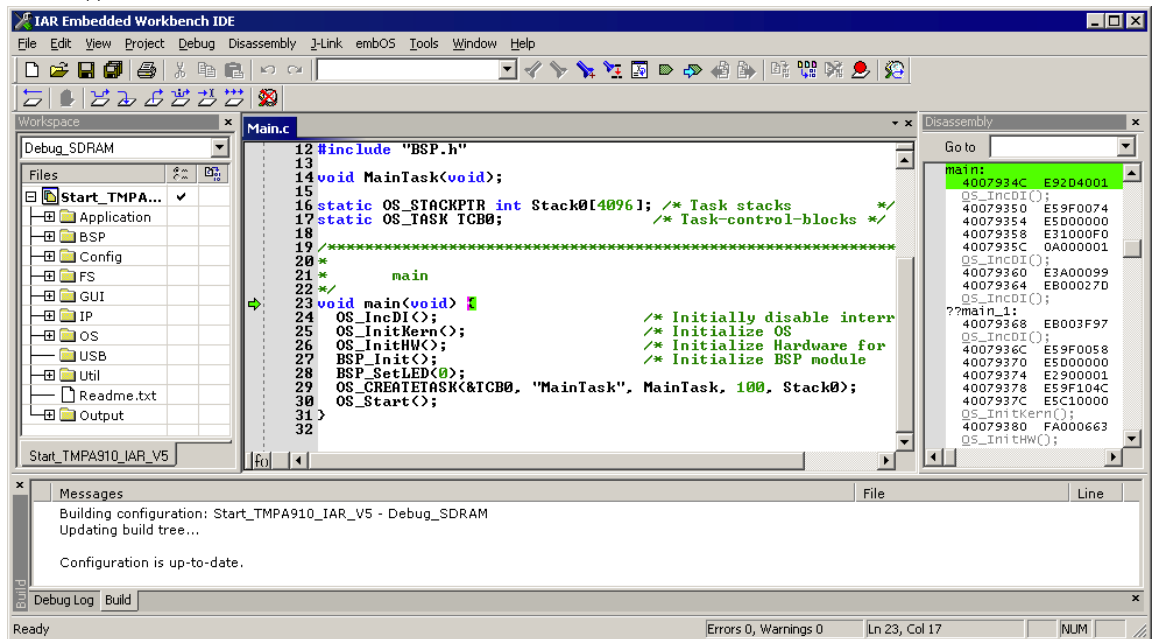 IAR Embedded Workbench IDE
File Edit View Project Debug Disassembly J-Link embOS Tools Window Help
Workspace
Debug_SDRAM
Files
Start_TMPA...
Application
BSP
Config
FS
GUI
IP
OS
USB
Util
Readme.txt
Output
Start_TMPA910_IAR_V5
Main.c
12 #include "BSP.h"
13
14 void MainTask(void);
15
16 static OS_STACKPTR int Stack0[4096]; /* Task stacks */
17 static OS_TASK TCB0; /* Task-control-blocks */
18
19 /*********************************************************************
20 *
21 * main
22 */
23 void main(void) {
24 OS_IncDI(); /* Initially disable interr
25 OS_InitKern(); /* Initialize OS
26 OS_InitHW(); /* Initialize Hardware for
27 BSP_Init(); /* Initialize BSP module
28 BSP_SetLED(0);
29 OS_CREATETASK(&TCB0, "MainTask", MainTask, 100, Stack0);
30 OS_Start();
31 }
32
f()
Disassembly
Go to
main:
4007934C E92D4001
OS_IncDI();
40079350 E59F0074
40079354 E5D00000
40079358 E31000F0
4007935C 0A000001
OS_IncDI();
40079360 E3A00099
40079364 EB00027D
OS_IncDI();
??main_1:
40079368 EB003F97
OS_IncDI();
4007936C E59F0058
40079370 E5D00000
40079374 E2900001
40079378 E59F104C
4007937C E5C10000
OS_InitKern();
40079380 FA000663
OS_InitHW();
Messages File Line
Building configuration: Start_TMPA910_IAR_V5 - Debug_SDRAM
Updating build tree...
Configuration is up-to-date.
Build
Debug Log Build
Ready Errors 0, Warnings 0 Ln 23, Col 17 NUM